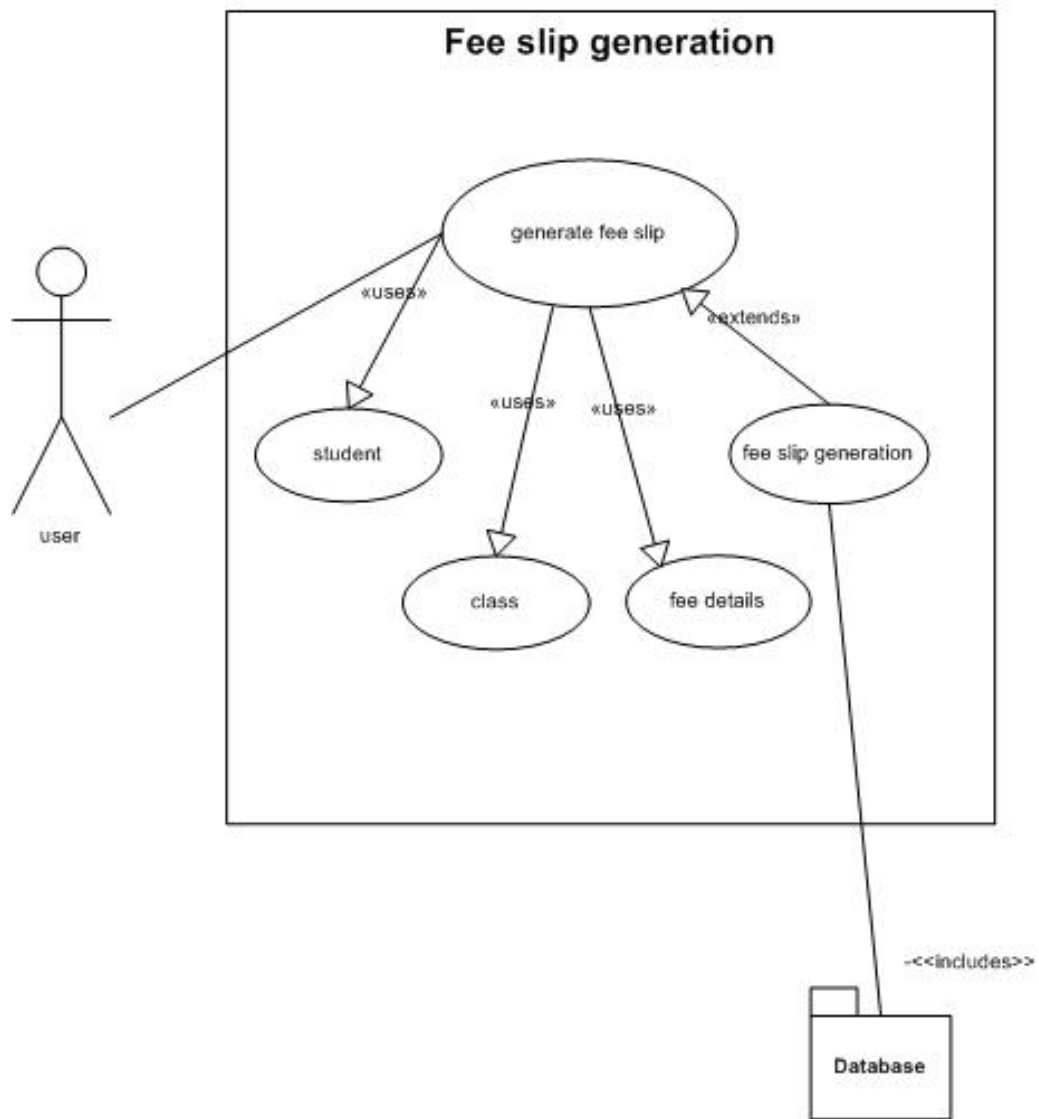 Fee slip generation
generate fee slip
«uses»
«extends»
«uses»
«uses»
student
fee slip generation
user
class
fee details
-<<includes>>
Database